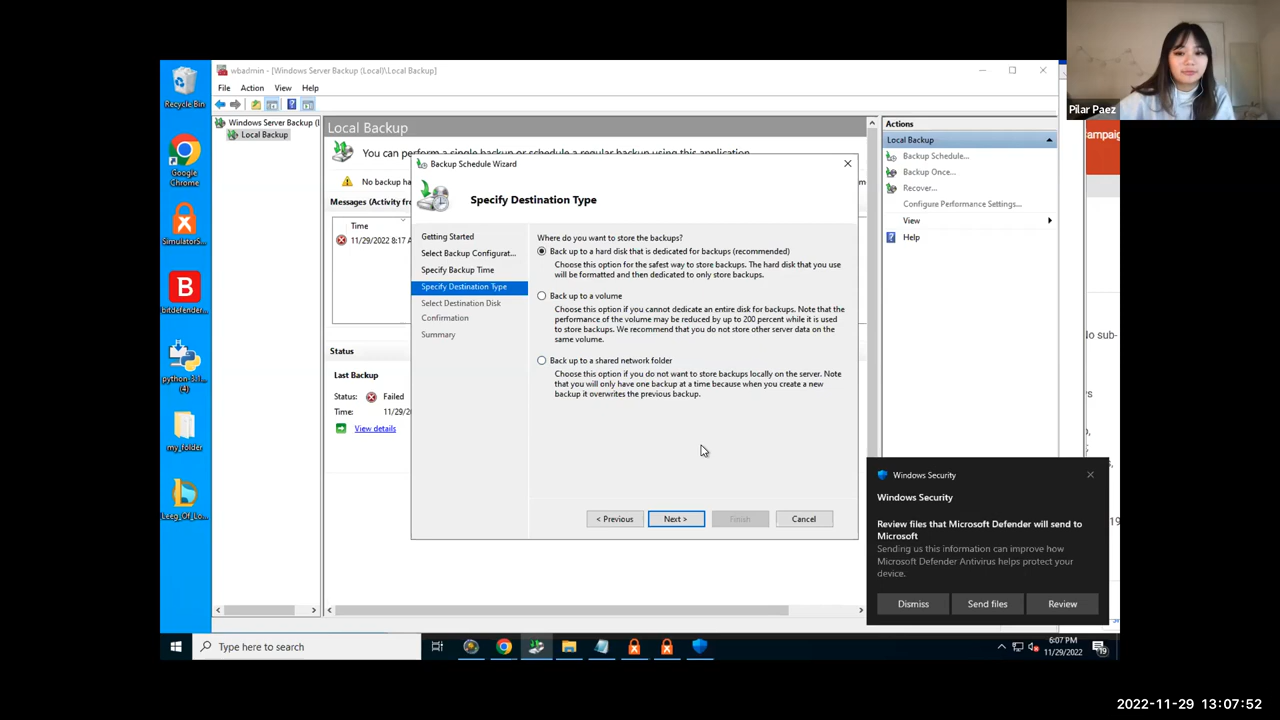 wbadmin - [Windows Server Backup (Local)\Local Backup]
File Action View Help
Recycle Bin
Google
Chrome
SimulatorS...
bitdefender...
python-3.1...
(4)
my_folder
Windows Server Backup (l
Local Backup
Local Backup
You can perform a single backup or schedule a regular backup using this application.
No backup ha
Messages (Activity fro
Time
11/29/2022 8:17 A
Status
Last Backup
Status: Failed
Time: 11/29/2
View details
Backup Schedule Wizard
Specify Destination Type
Getting Started
Select Backup Configurat...
Specify Backup Time
Specify Destination Type
Select Destination Disk
Confirmation
Summary
Where do you want to store the backups?
Back up to a hard disk that is dedicated for backups (recommended)
Choose this option for the safest way to store backups. The hard disk that you use
will be formatted and then dedicated to only store backups.
Back up to a volume
Choose this option if you cannot dedicate an entire disk for backups. Note that the
performance of the volume may be reduced by up to 200 percent while it is used
to store backups. We recommend that you do not store other server data on the
same volume.
Back up to a shared network folder
Choose this option if you do not want to store backups locally on the server. Note
that you will only have one backup at a time because when you create a new
backup it overwrites the previous backup.
< Previous Next > Finish Cancel
Actions
Local Backup
Backup Schedule...
Backup Once...
Recover...
Configure Performance Settings...
View
Help
Pilar Paez
ampaign
do sub-
Windows Security
Windows Security
Review files that Microsoft Defender will send to
Microsoft
Sending us this information can improve how
Microsoft Defender Antivirus helps protect your
device.
Dismiss Send files Review
Type here to search
6:07 PM
11/29/2022
19
2022-11-29 13:07:52